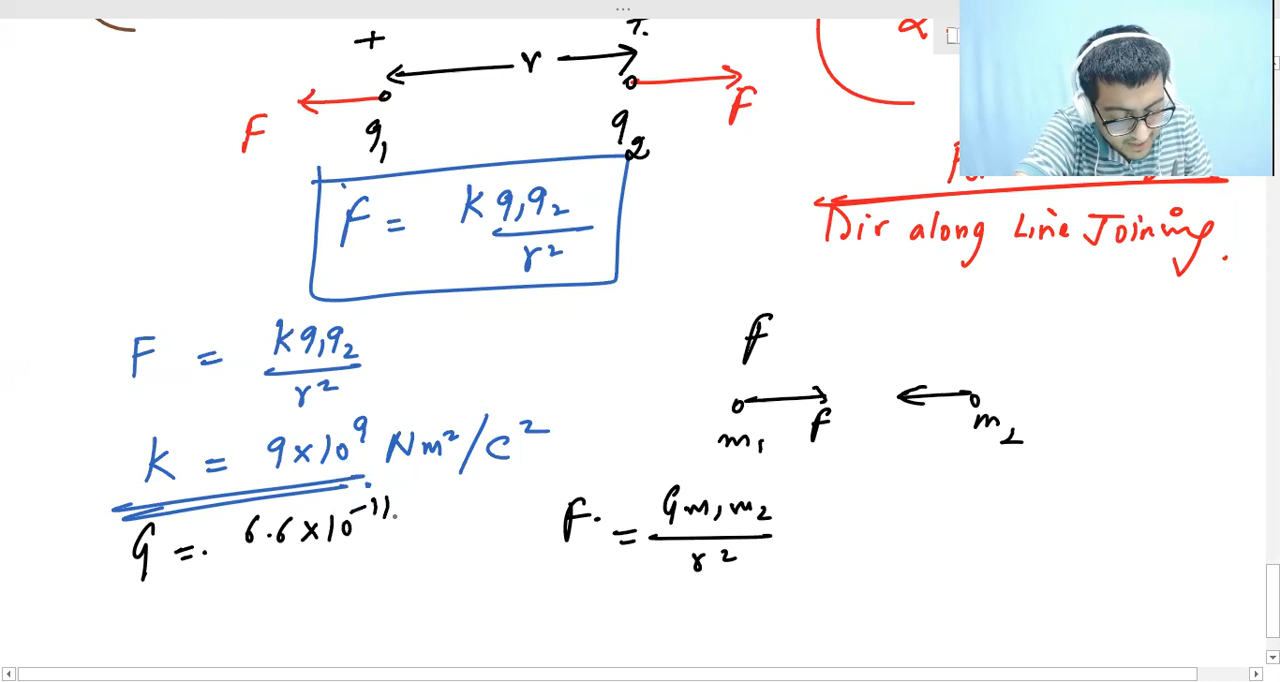 + +
r
F F
q₁ q₂
F = K q₁q₂ / r²
F = kq₁q₂ / r²
k = 9×10⁹ Nm²/c²
G = 6.6×10⁻¹¹
α
Dir along Line Joining.
F
F
m₁ m₂
F = Gm₁m₂ / r²